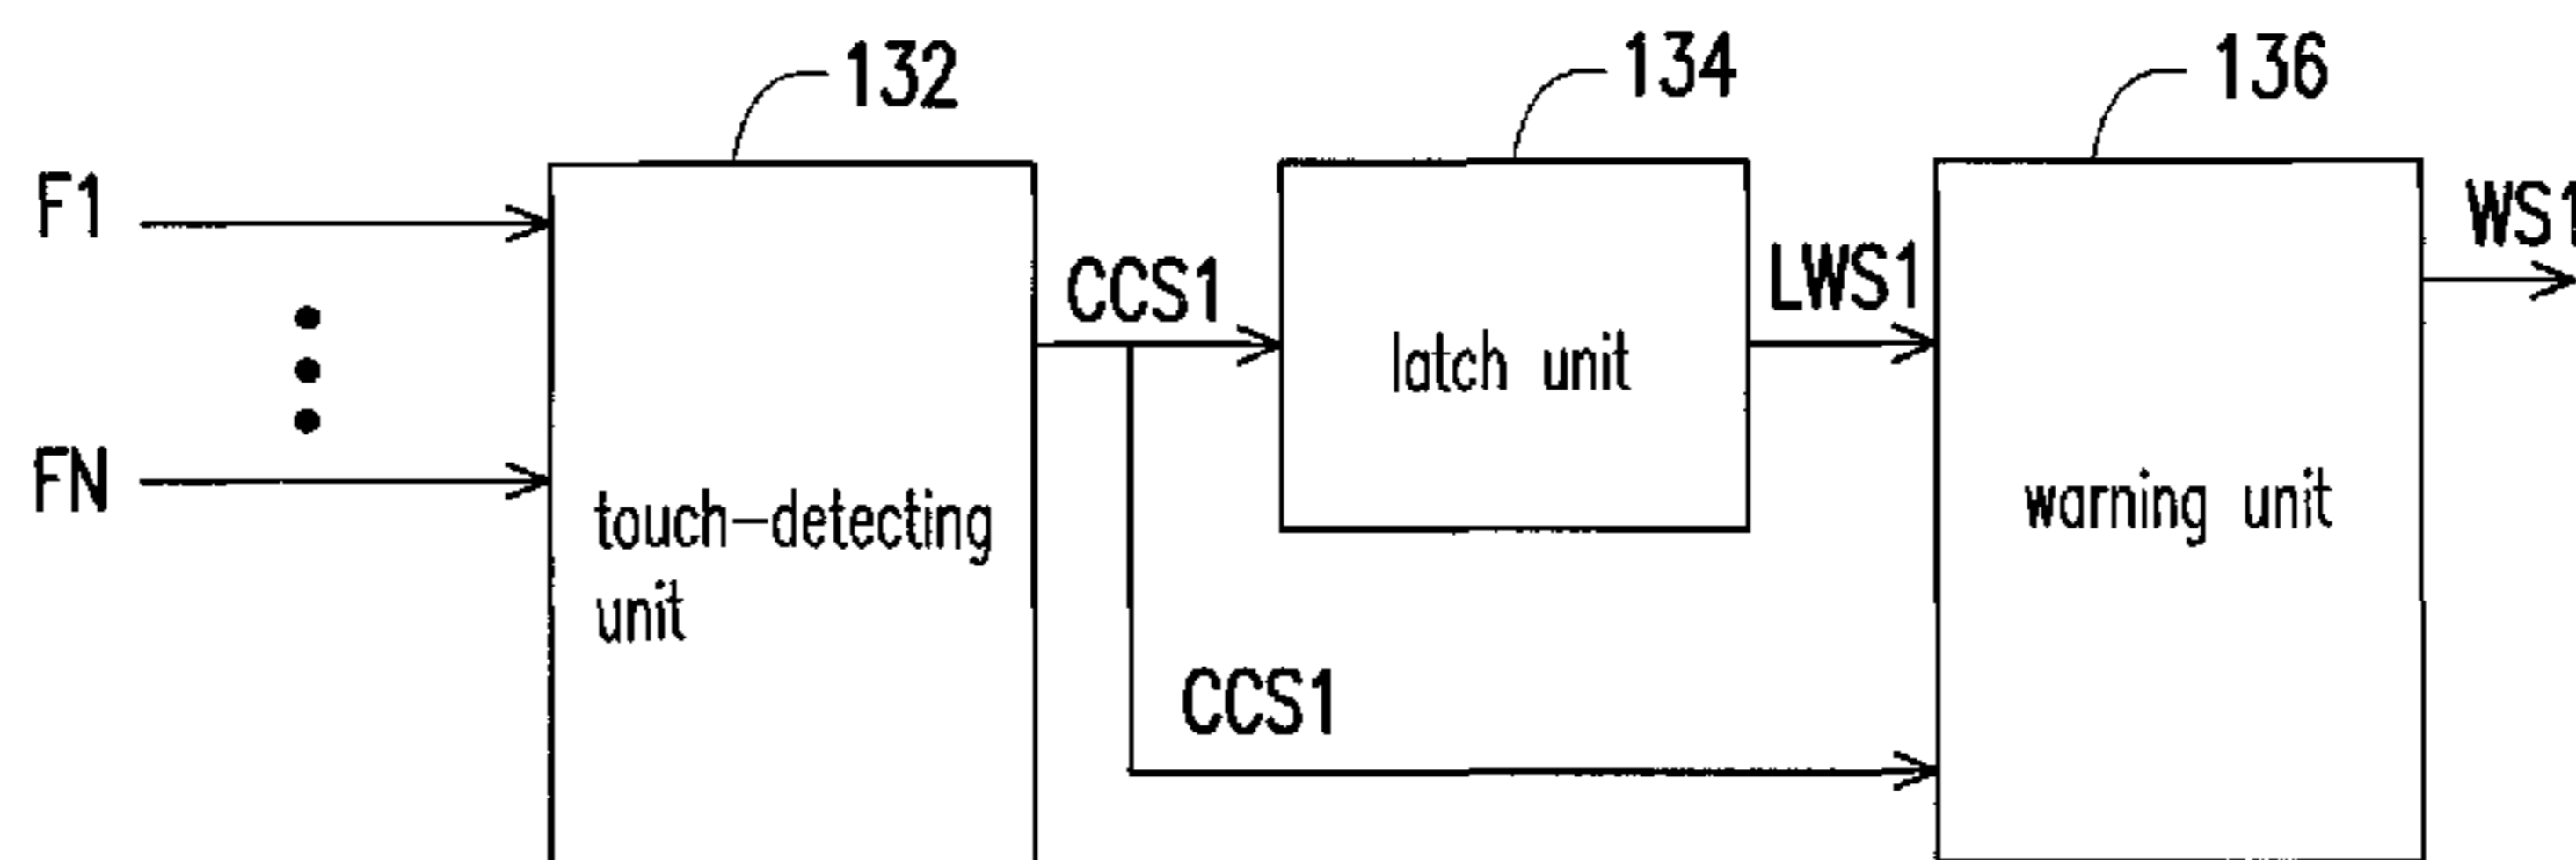 132
134
136
F1
WS1
CCS1
LWS1
latch unit
FN
touch-detecting
unit
warning unit
CCS1